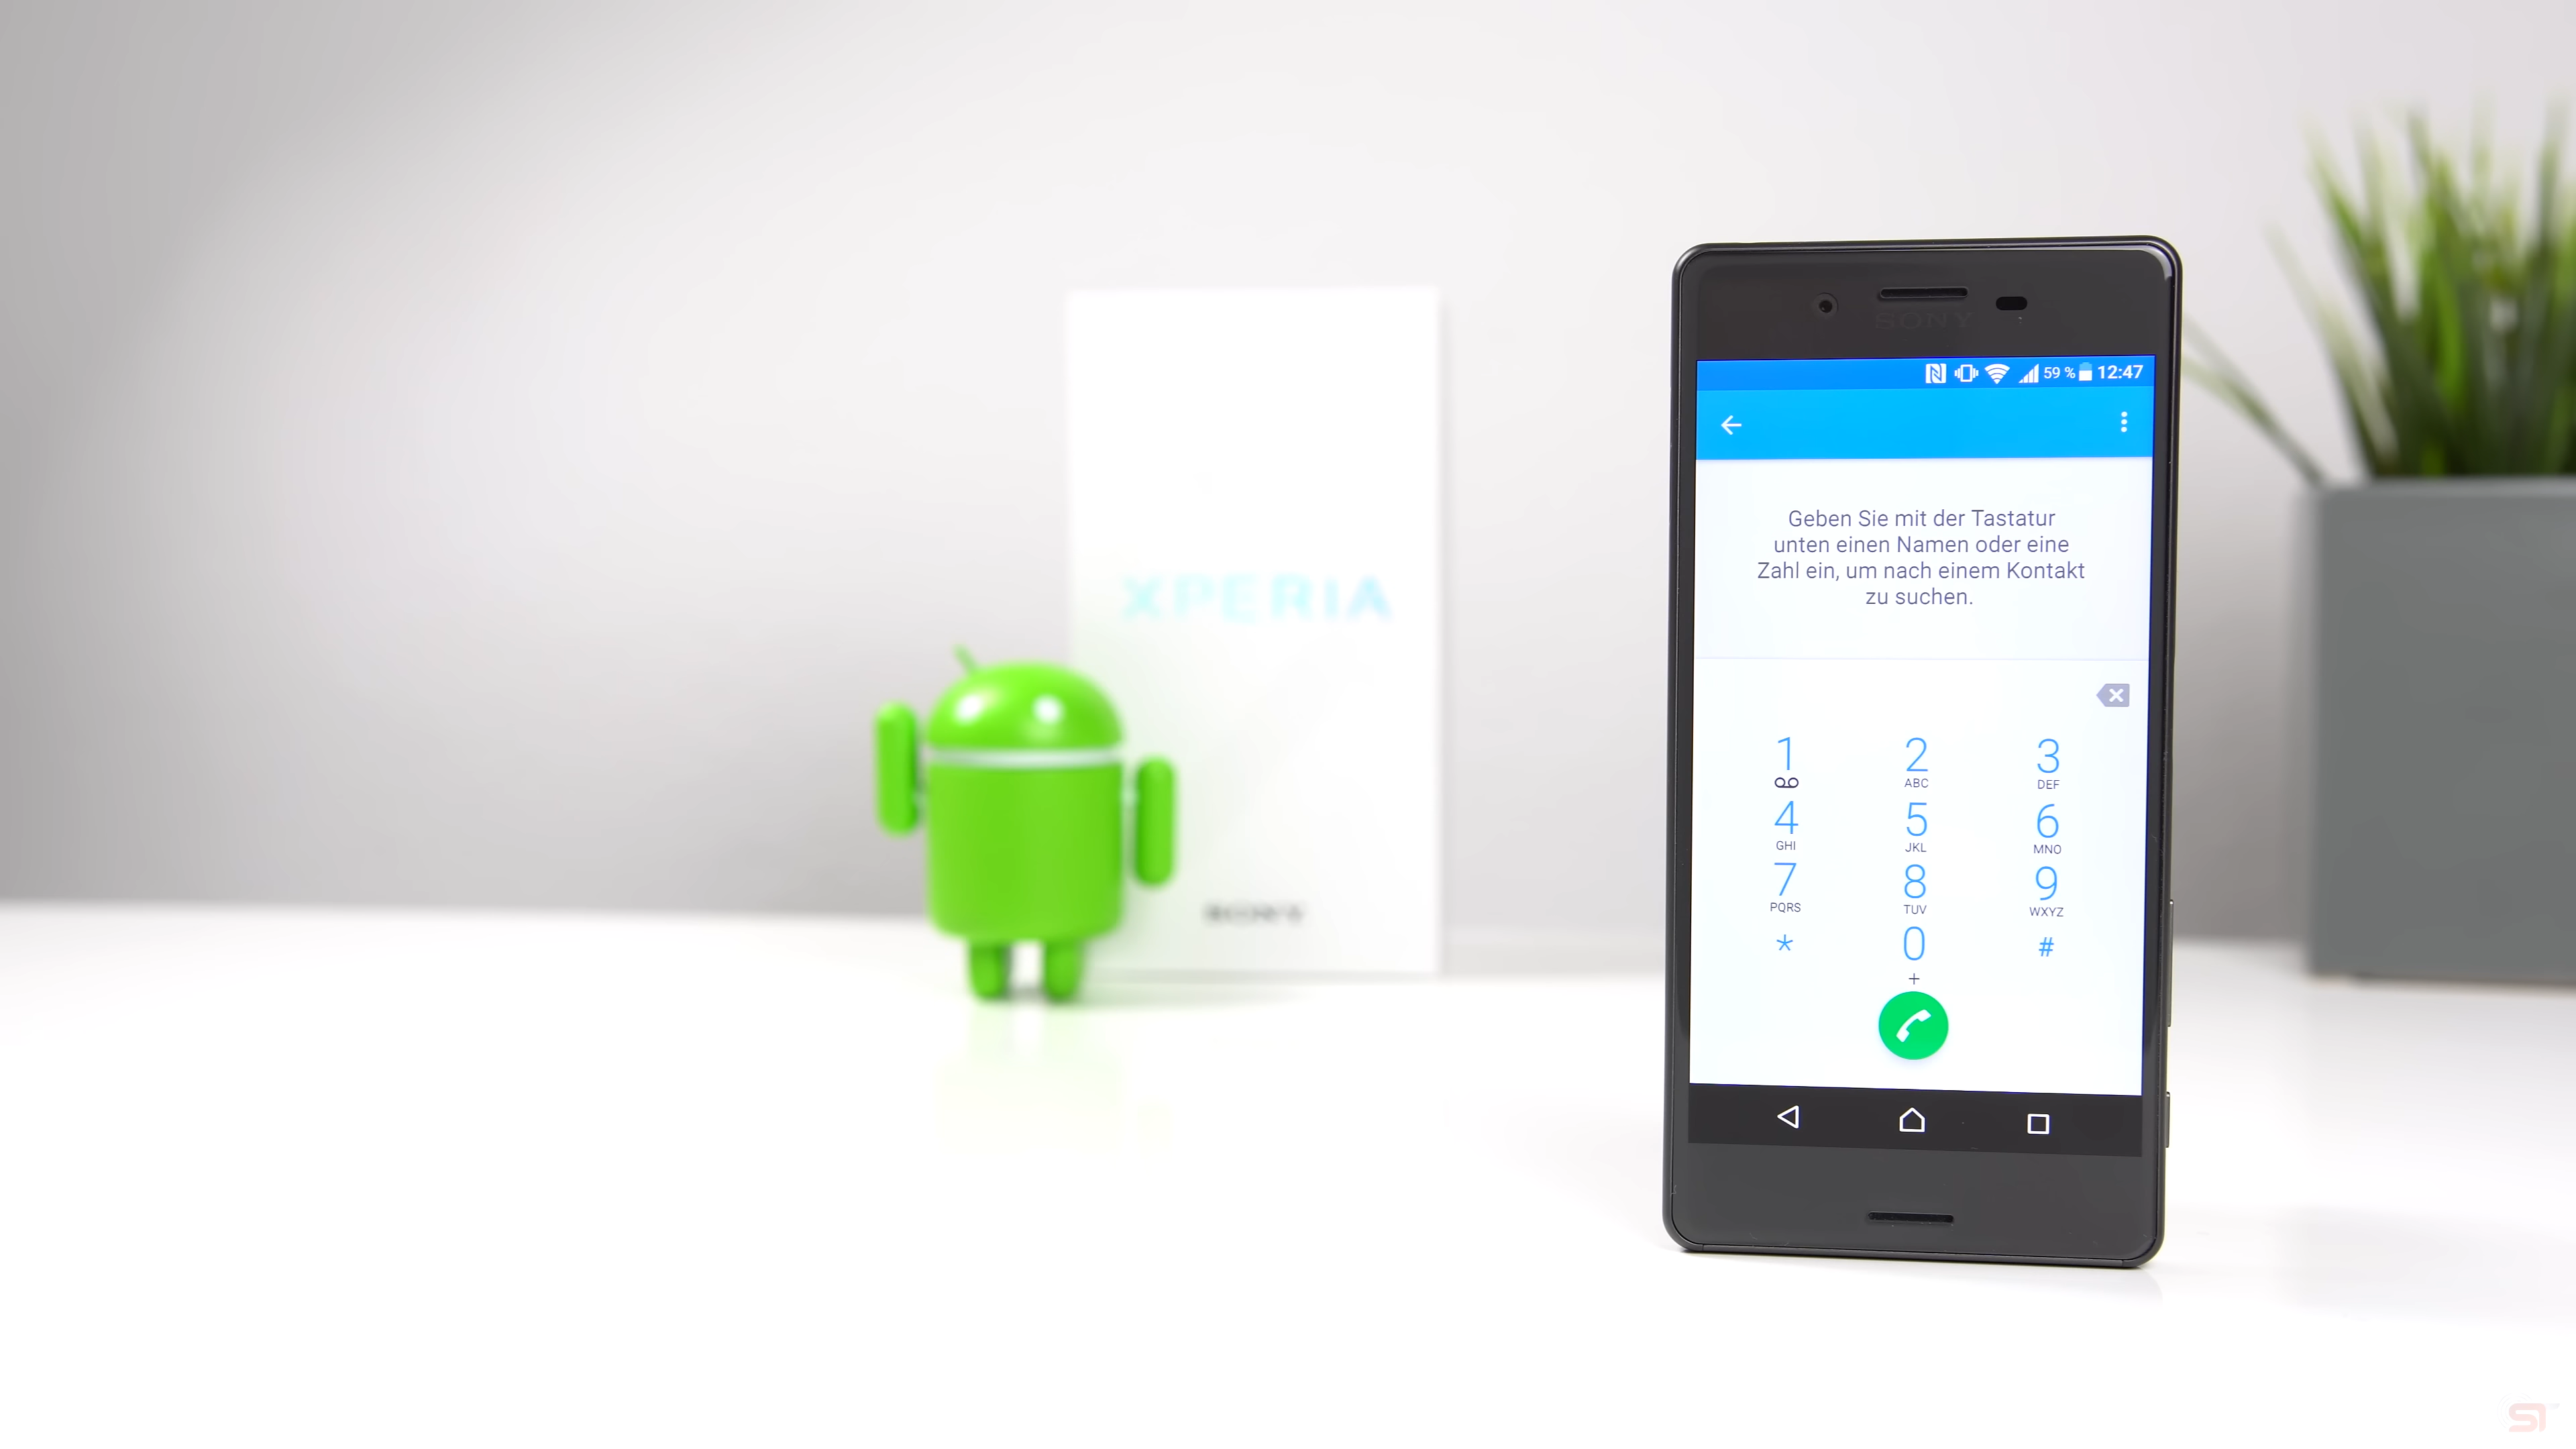 XPERIA
SONY
SONY
59 % 12:47
Geben Sie mit der Tastatur
unten einen Namen oder eine
Zahl ein, um nach einem Kontakt
zu suchen.
1 2 3
ABC DEF
4 5 6
GHI JKL MNO
7 8 9
PQRS TUV WXYZ
* 0 #
+